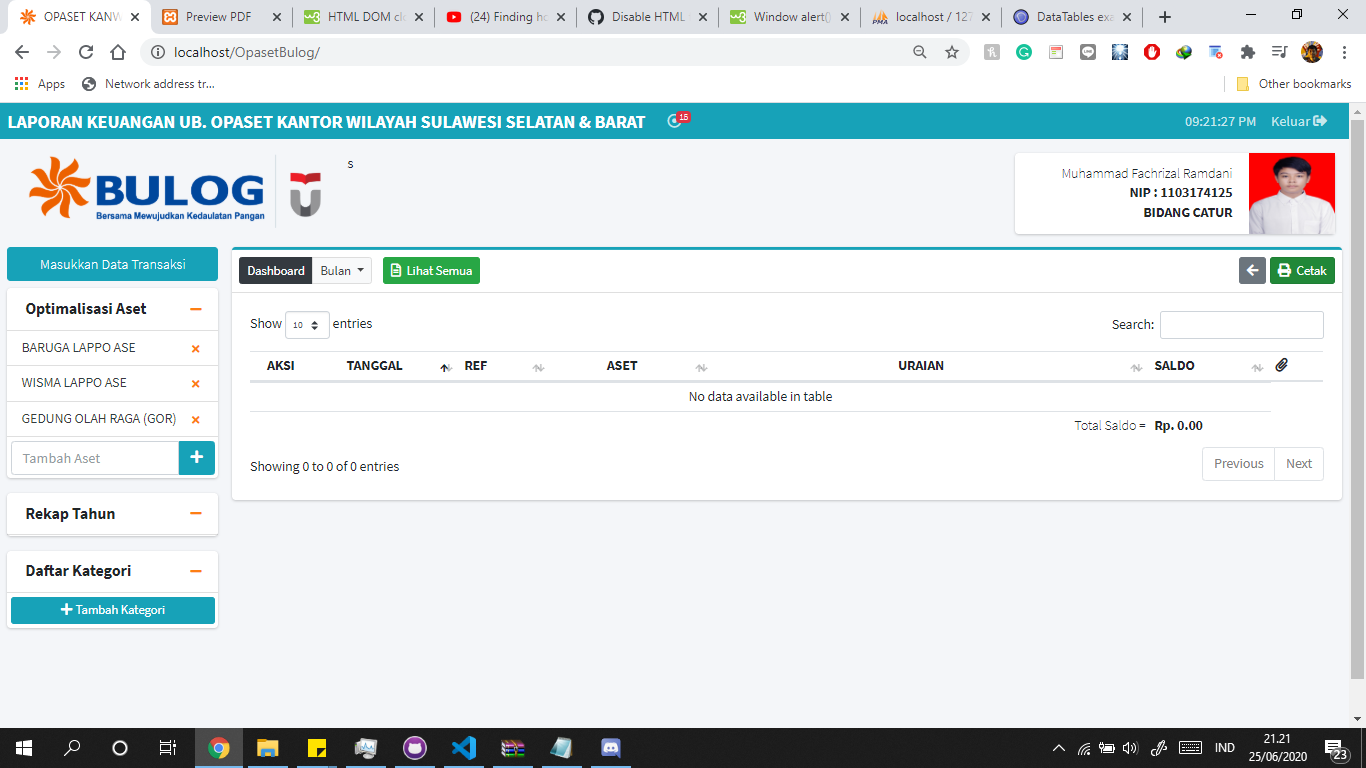 OPASET KANW
Preview PDF
HTML DOM cl
(24) Finding ho
Disable HTML
Window alert()
localhost / 127
DataTables exa
localhost/OpasetBulog/
Apps
Network address tr...
Other bookmarks
LAPORAN KEUANGAN UB. OPASET KANTOR WILAYAH SULAWESI SELATAN & BARAT
15
09:21:27 PM
Keluar
BULOG
Bersama Mewujudkan Kedaulatan Pangan
s
Muhammad Fachrizal Ramdani
NIP : 1103174125
BIDANG CATUR
Masukkan Data Transaksi
Optimalisasi Aset
BARUGA LAPPO ASE
WISMA LAPPO ASE
GEDUNG OLAH RAGA (GOR)
Tambah Aset
Rekap Tahun
Daftar Kategori
Tambah Kategori
Dashboard
Bulan
Lihat Semua
Cetak
Show 10 entries
Search:
AKSI TANGGAL REF ASET URAIAN SALDO
No data available in table
Total Saldo = Rp. 0.00
Showing 0 to 0 of 0 entries
Previous
Next
IND
21.21
25/06/2020
23